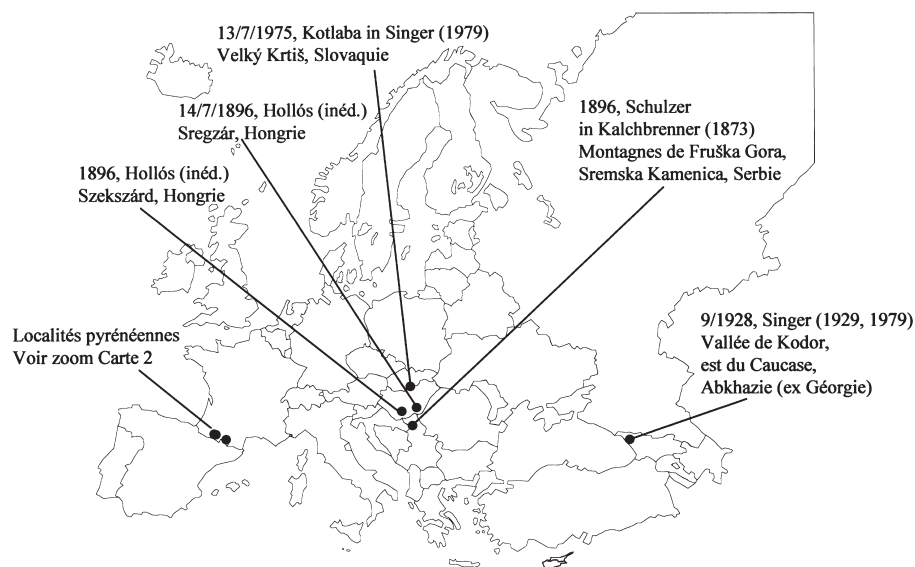 13/7/1975, Kotlaba in Singer (1979)
Velký Krtiš, Slovaquie
14/7/1896, Hollós (inéd.)
Sregzár, Hongrie
1896, Schulzer
in Kalchbrenner (1873)
Montagnes de Fruška Gora,
Sremska Kamenica, Serbie
1896, Hollós (inéd.)
Szekszárd, Hongrie
Localités pyrénéennes
Voir zoom Carte 2
9/1928, Singer (1929, 1979)
Vallée de Kodor,
est du Caucase,
Abkhazie (ex Géorgie)